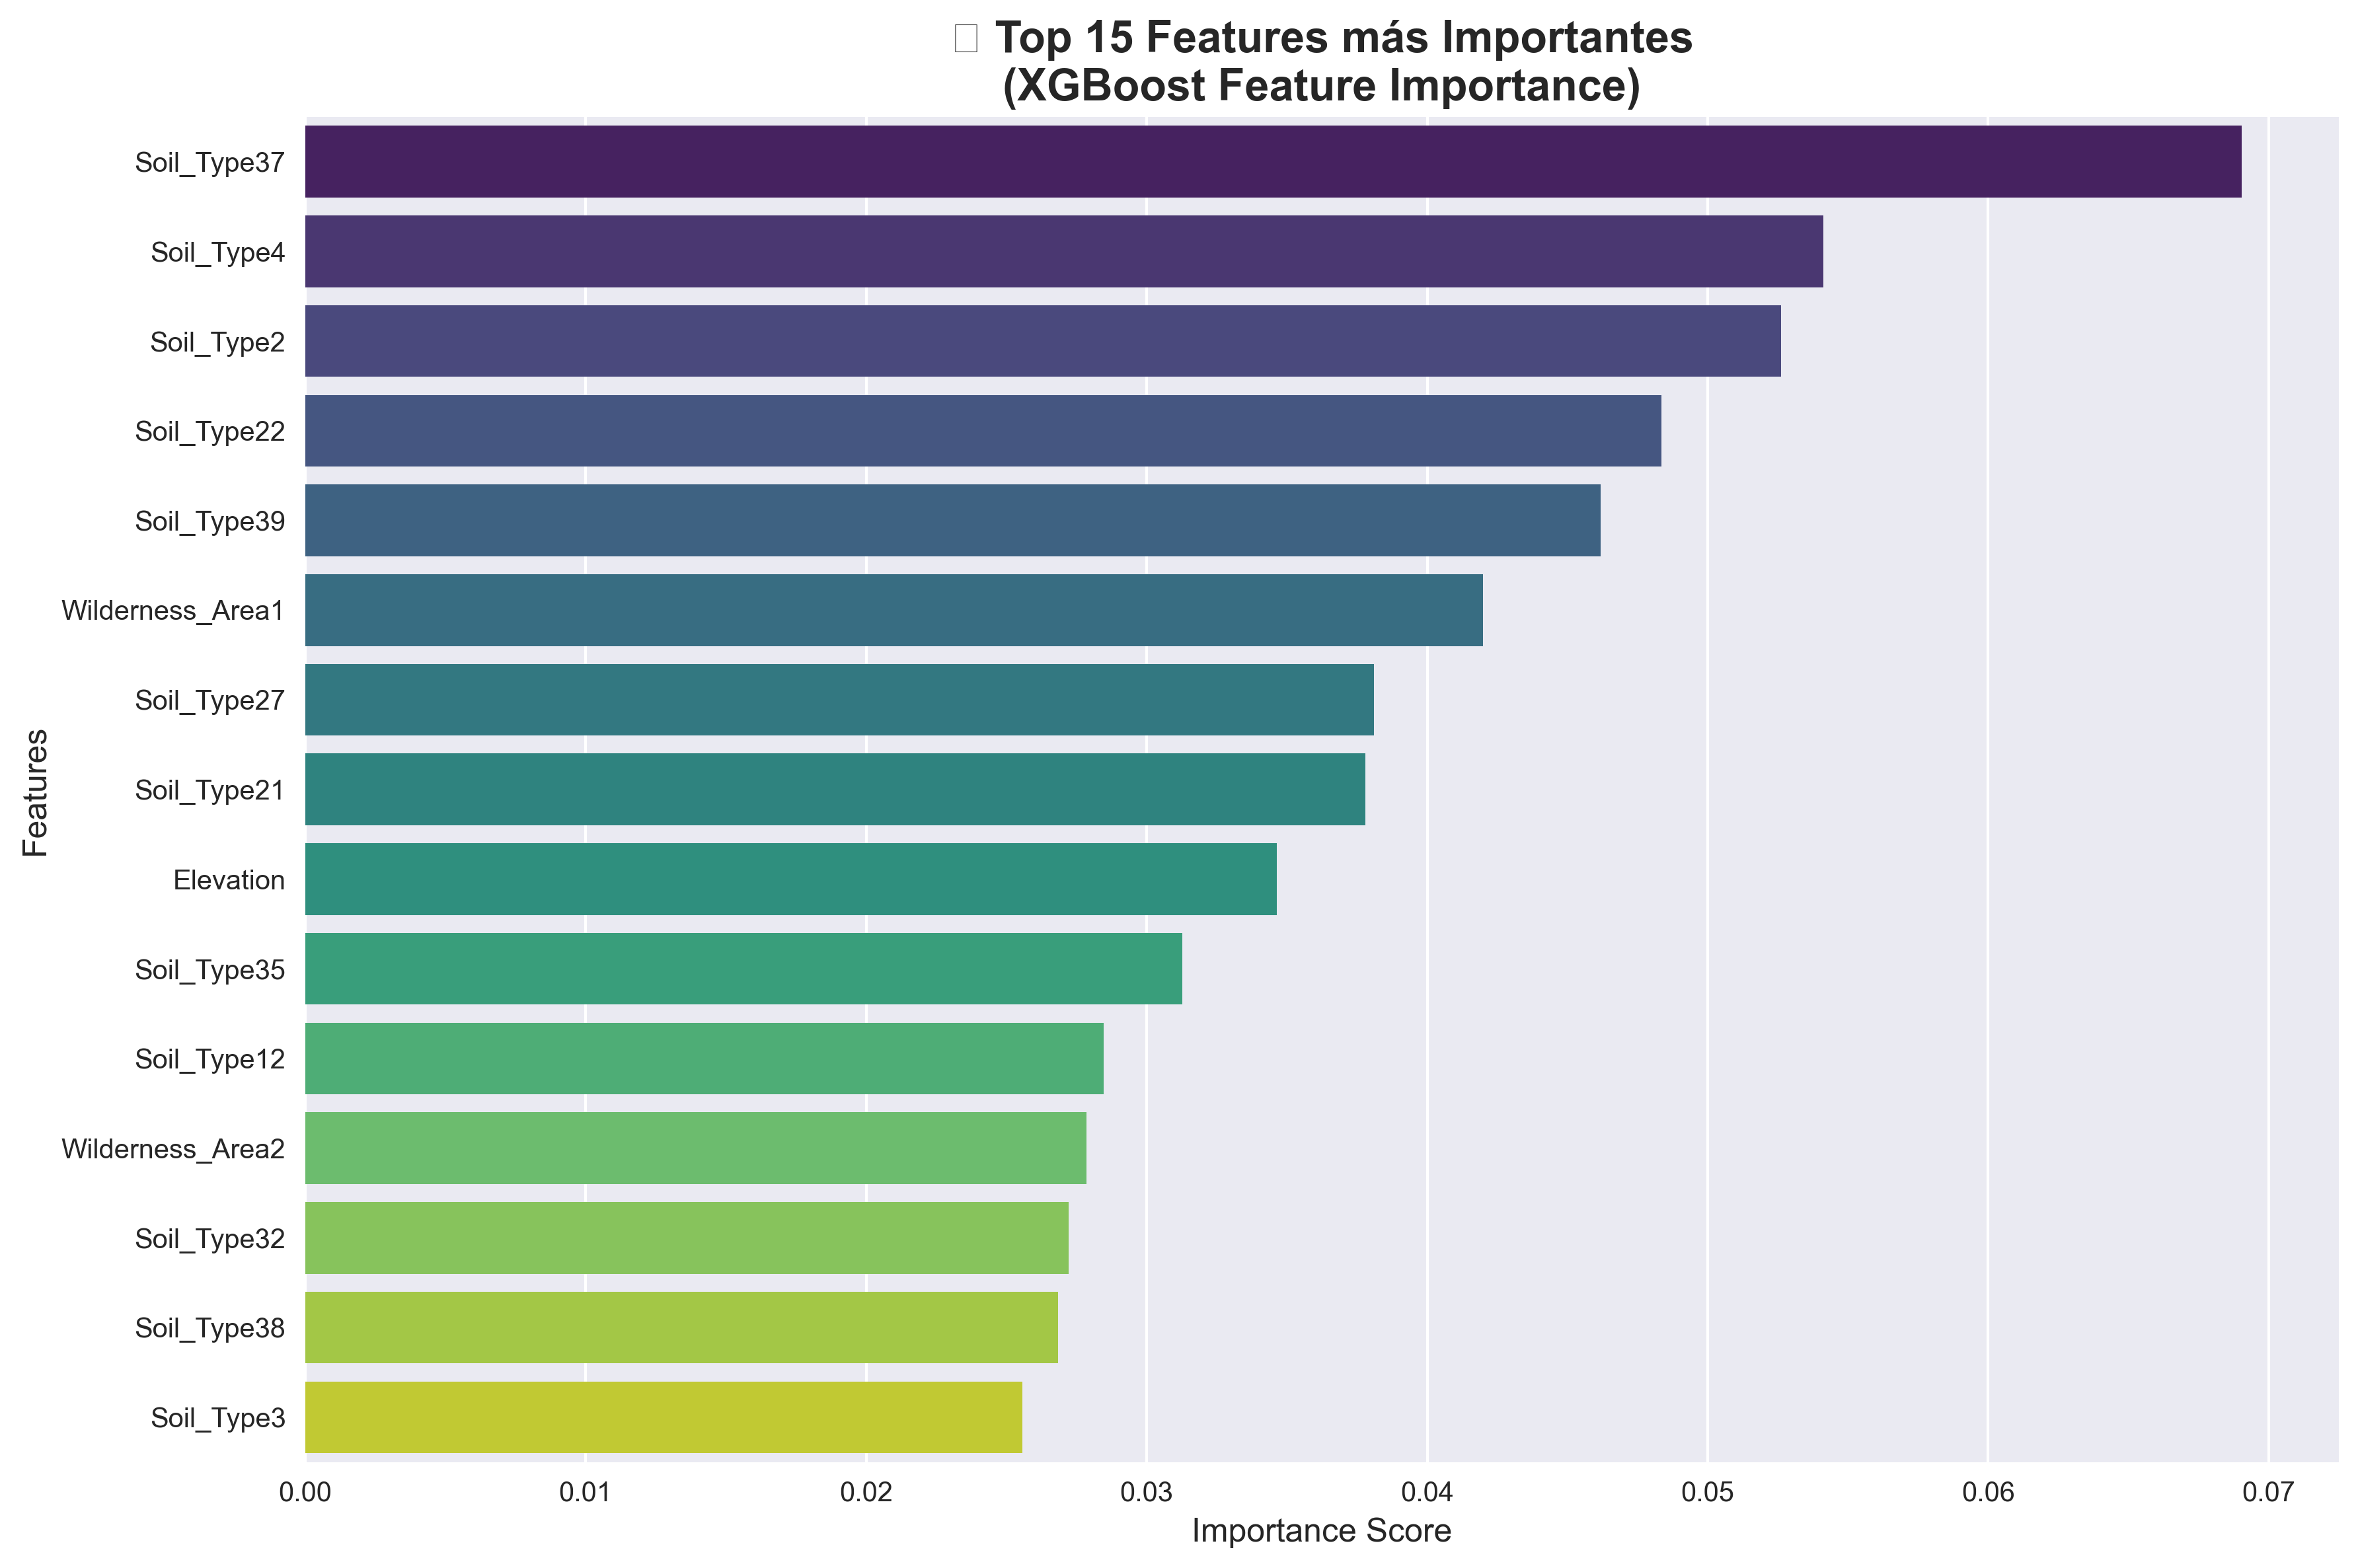 Top 15 Features más Importantes
(XGBoost Feature Importance)
Soil_Type37
Soil_Type4
Soil_Type2
Soil_Type22
Soil_Type39
Wilderness_Area1
Soil_Type27
Soil_Type21
Elevation
Soil_Type35
Soil_Type12
Wilderness_Area2
Soil_Type32
Soil_Type38
Soil_Type3
Features
0.00 0.01 0.02 0.03 0.04 0.05 0.06 0.07
Importance Score